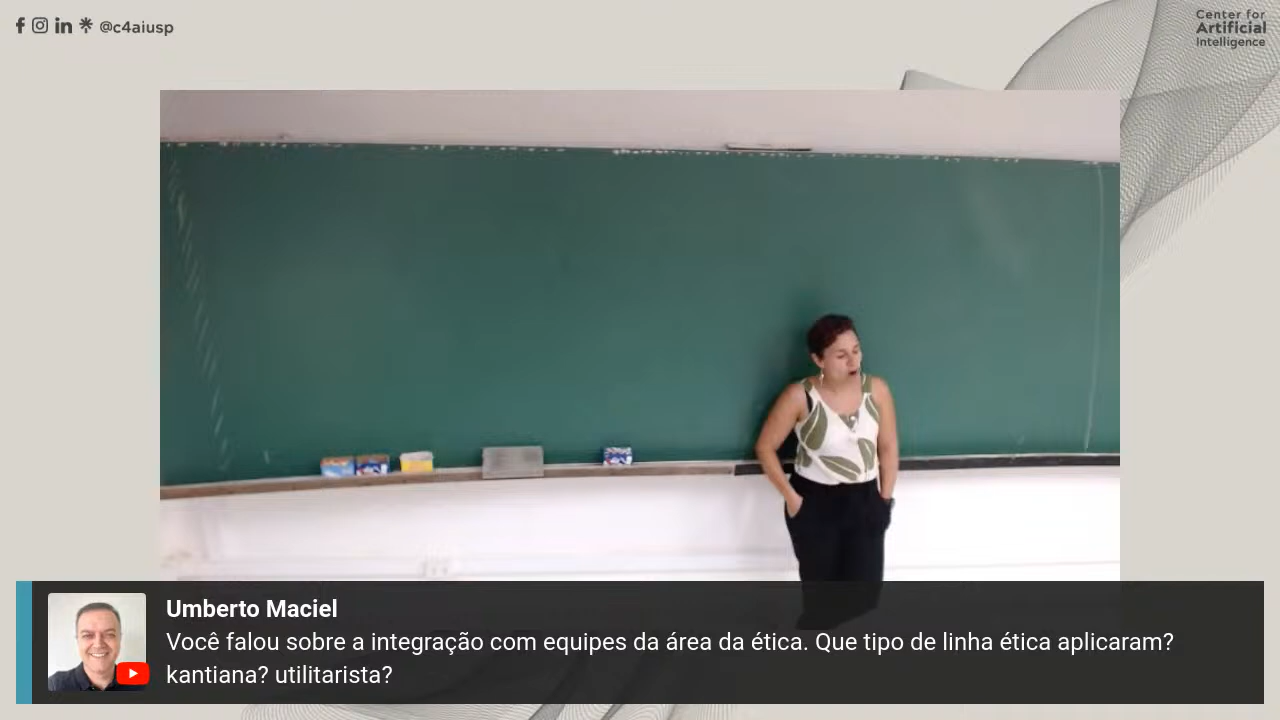 @c4aiusp
Center for
Artificial
Intelligence
Umberto Maciel
Você falou sobre a integração com equipes da área da ética. Que tipo de linha ética aplicaram?
kantiana? utilitarista?